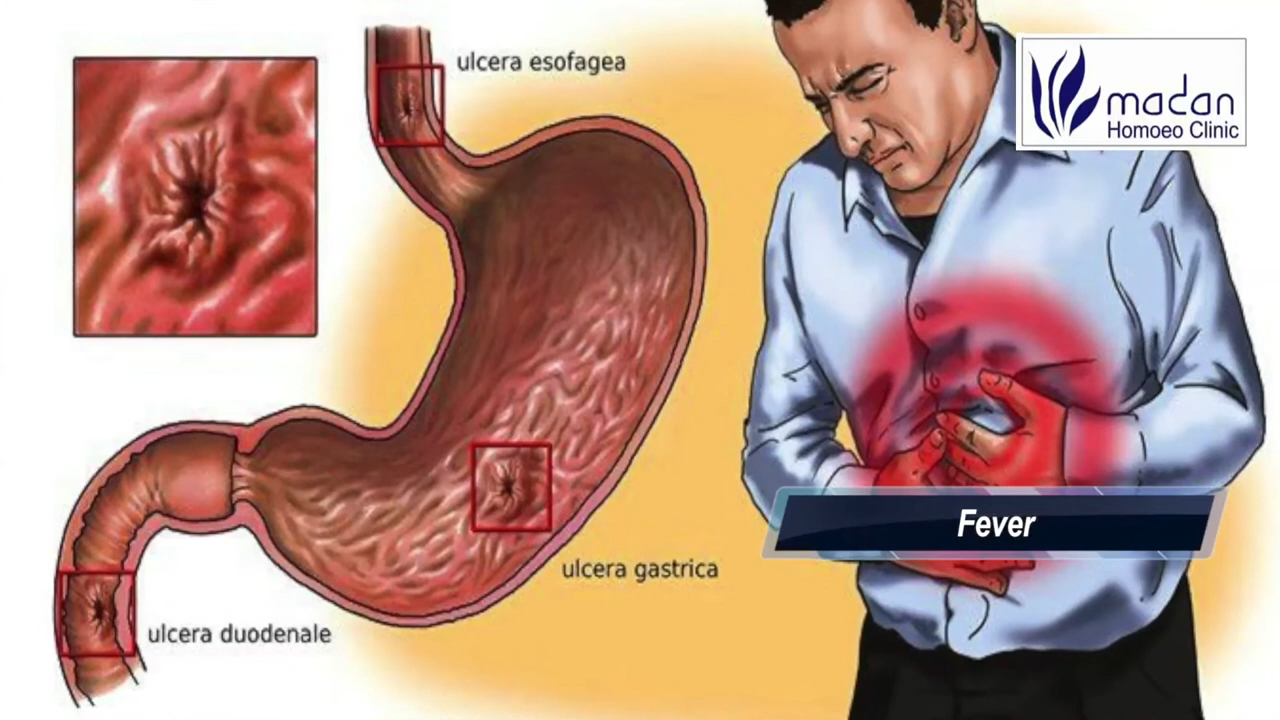 ulcera esofagea
madan
Homoeo Clinic
Fever
ulcera gastrica
ulcera duodenale